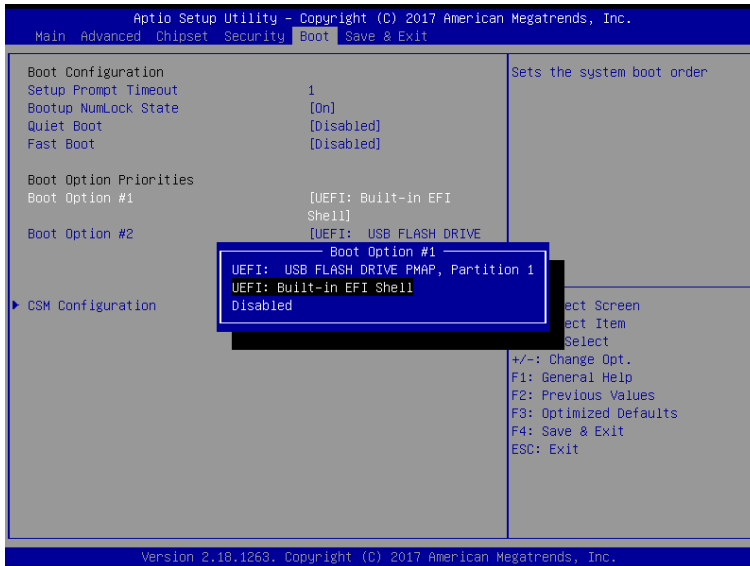 Aptio Setup Utility – Copyright (C) 2017 American Megatrends, Inc.
Main Advanced Chipset Security Boot Save & Exit
Boot Configuration
Setup Prompt Timeout 1
Bootup NumLock State [On]
Quiet Boot [Disabled]
Fast Boot [Disabled]
Boot Option Priorities
Boot Option #1 [UEFI: Built-in EFI
Shell]
Boot Option #2 [UEFI: USB FLASH DRIVE
CSM Configuration
Boot Option #1
UEFI: USB FLASH DRIVE PMAP, Partition 1
UEFI: Built-in EFI Shell
Disabled
Sets the system boot order
ect Screen
ect Item
Select
+/-: Change Opt.
F1: General Help
F2: Previous Values
F3: Optimized Defaults
F4: Save & Exit
ESC: Exit
Version 2.18.1263. Copyright (C) 2017 American Megatrends, Inc.